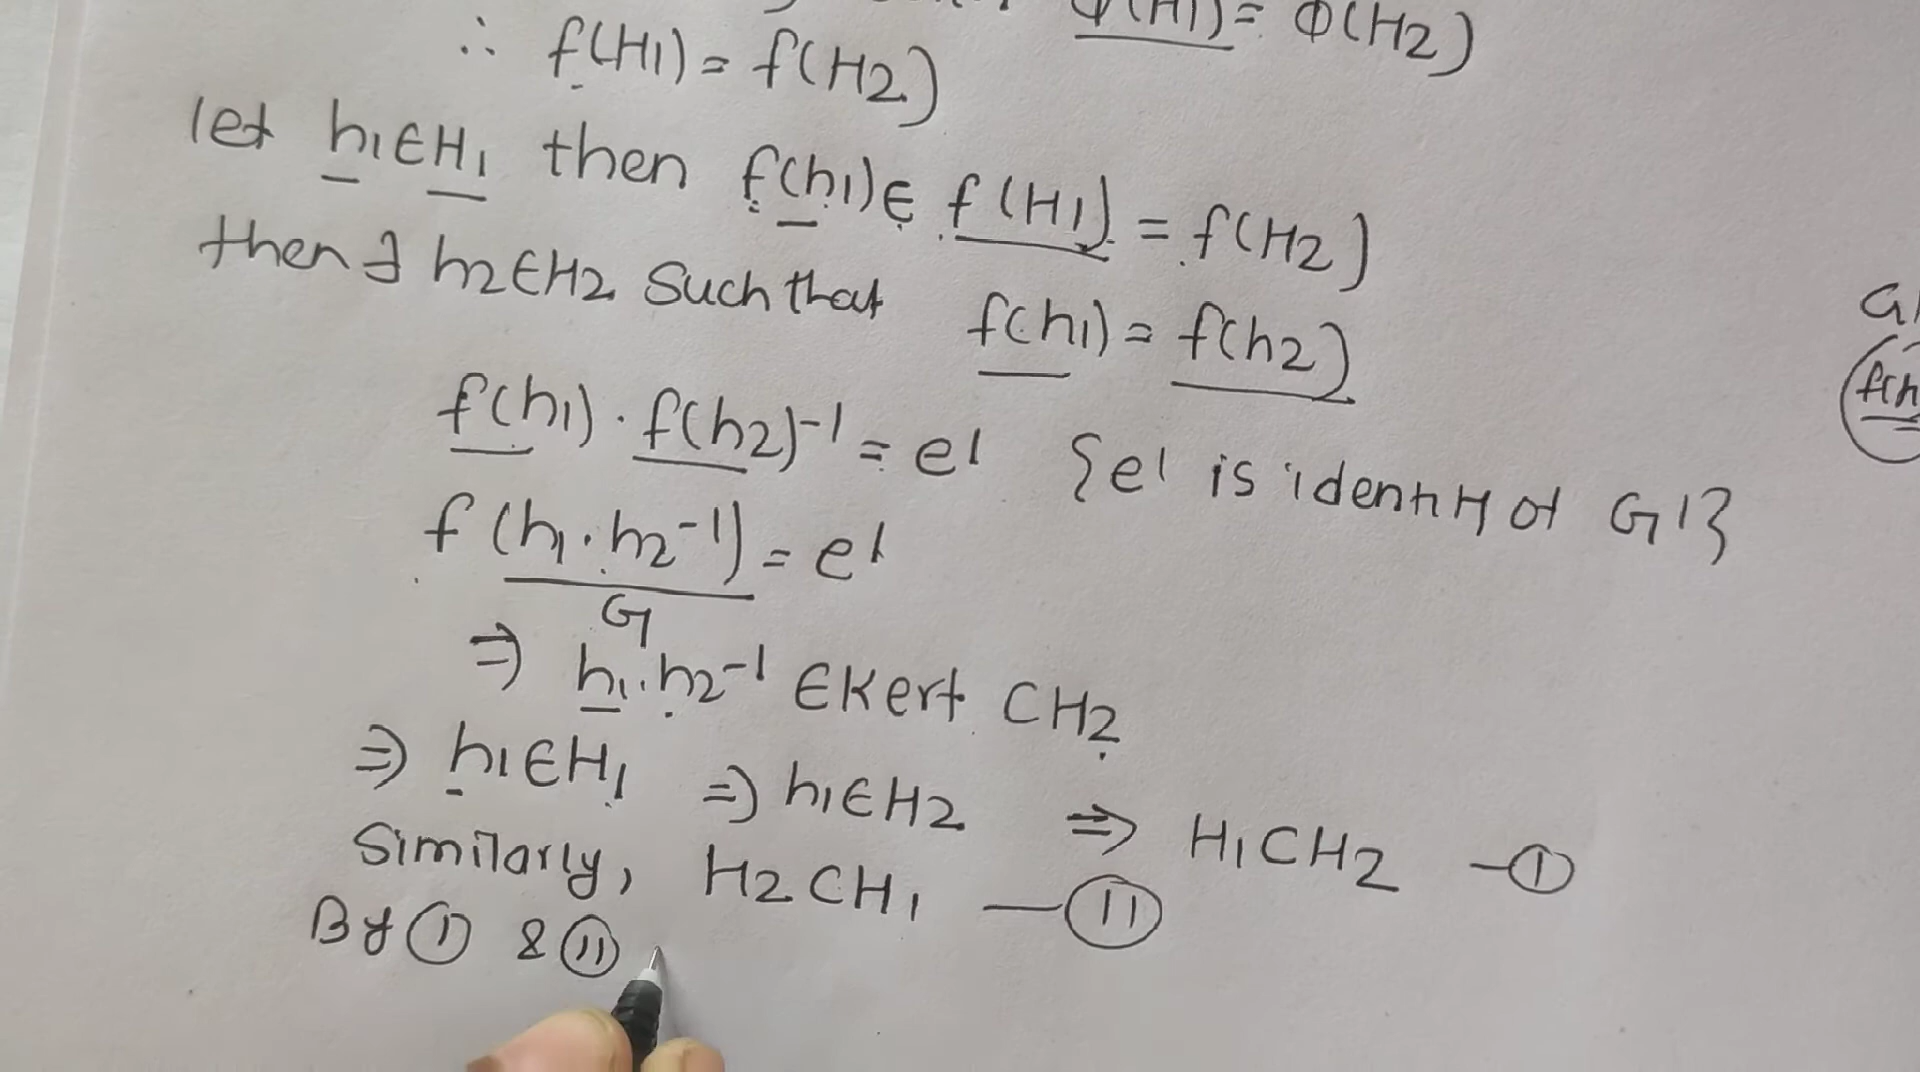 Φ(H1) = Φ(H2)
∴ f(H1) = f(H2)
let h1 ∈ H1 then f(h1) ∈ f(H1) = f(H2)
then ∃ h2 ∈ H2 such that f(h1) = f(h2)
f(h1) . f(h2)-1 = e' {e' is identity of G'}
f(h1 . h2-1) = e'
G
⇒ h1 . h2-1 ∈ kerf ⊂ H2
⇒ h1 ∈ H1 ⇒ h1 ∈ H2 ⇒ H1 ⊂ H2 — I
Similarly, H2 ⊂ H1 — II
By I & II